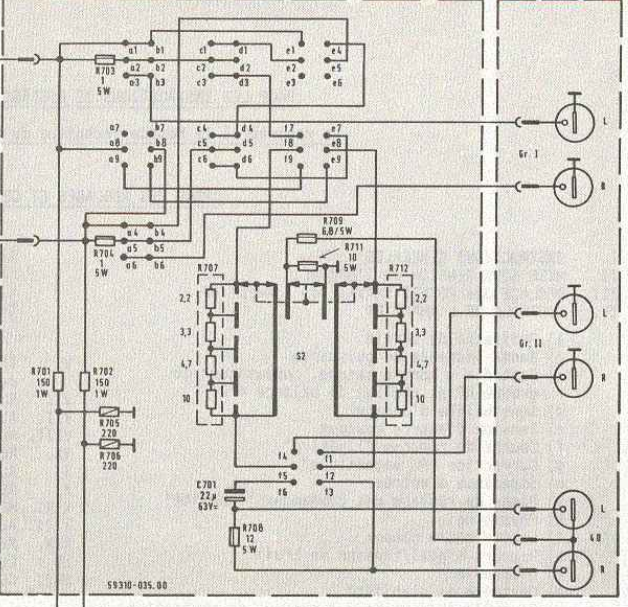 a1 b1 c1 d1 e1 e4
R703
1
5W
a2 b2 c2 d2 e2 e5
a3 b3 c3 d3 e3 e6
L
a7 b7 c4 d4 f7 e7
a8 b8 c5 d5 f8 e8
a9 b9 c6 d6 f9 e9
Gr. I
R
R709
6,8/5W
a4 b4
R704
1
5W
a5 b5
a6 b6
R711
10
5W
R707
R712
2,2
2,2
L
3,3
3,3
Gr. II
S2
4,7
4,7
R701
150
1W
R702
150
1W
R
10
10
R705
220
R706
220
f4 f1
f5 f2
f6 f3
C701
22µ
63V=
L
R708
12
5W
4Ω
R
59310-035.00